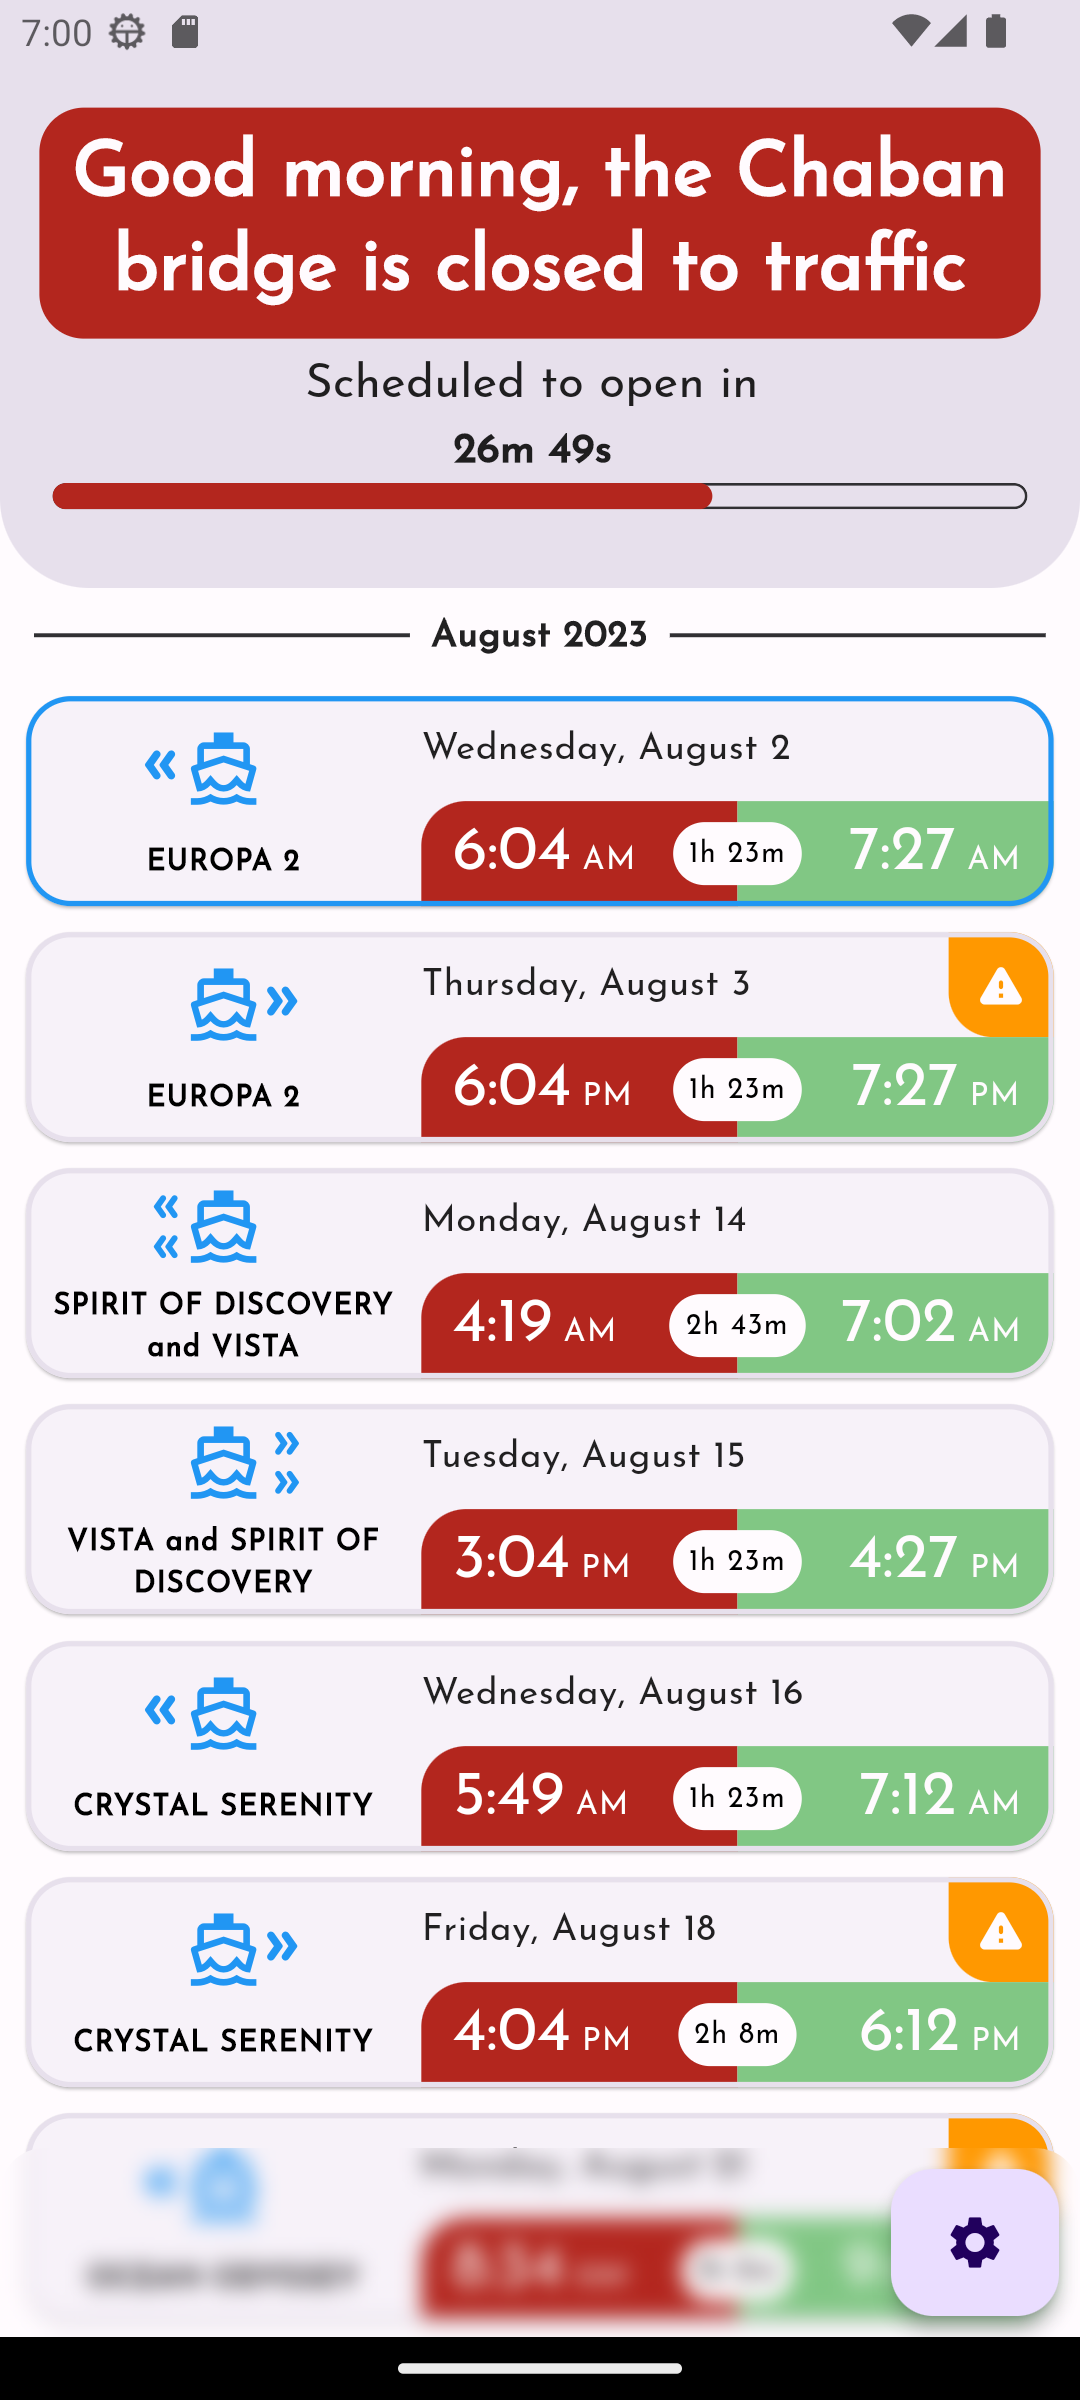 7:00
Good morning, the Chaban
bridge is closed to traffic
Scheduled to open in
26m 49s
August 2023
Wednesday, August 2
EUROPA 2
6:04 AM
1h 23m
7:27 AM
Thursday, August 3
EUROPA 2
6:04 PM
1h 23m
7:27 PM
Monday, August 14
SPIRIT OF DISCOVERY
and VISTA
4:19 AM
2h 43m
7:02 AM
Tuesday, August 15
VISTA and SPIRIT OF
DISCOVERY
3:04 PM
1h 23m
4:27 PM
Wednesday, August 16
CRYSTAL SERENITY
5:49 AM
1h 23m
7:12 AM
Friday, August 18
CRYSTAL SERENITY
4:04 PM
2h 8m
6:12 PM
Monday, August